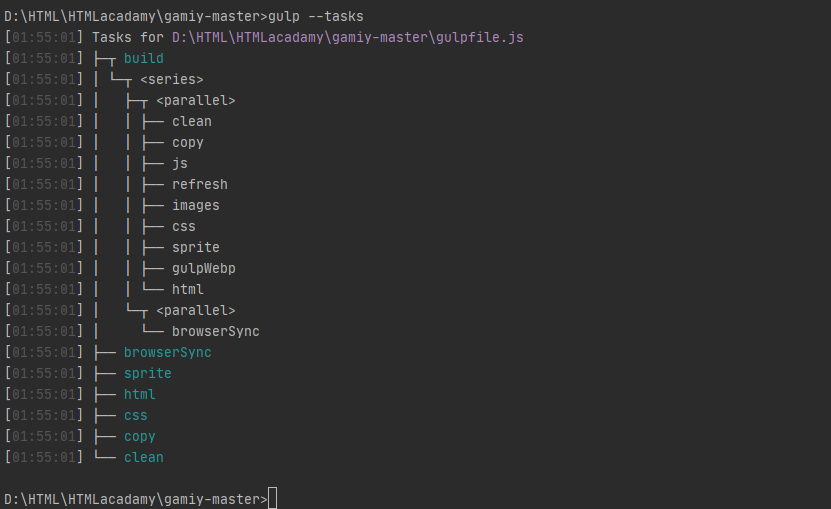 D:\HTML\HTMLacadamy\gamiy-master>gulp --tasks
[01:55:01] Tasks for D:\HTML\HTMLacadamy\gamiy-master\gulpfile.js
[01:55:01] ├─┬ build
[01:55:01] │ └─┬ <series>
[01:55:01] │   ├─┬ <parallel>
[01:55:01] │   │ ├── clean
[01:55:01] │   │ ├── copy
[01:55:01] │   │ ├── js
[01:55:01] │   │ ├── refresh
[01:55:01] │   │ ├── images
[01:55:01] │   │ ├── css
[01:55:01] │   │ ├── sprite
[01:55:01] │   │ ├── gulpWebp
[01:55:01] │   │ └── html
[01:55:01] │   └─┬ <parallel>
[01:55:01] │     └── browserSync
[01:55:01] ├── browserSync
[01:55:01] ├── sprite
[01:55:01] ├── html
[01:55:01] ├── css
[01:55:01] ├── copy
[01:55:01] └── clean
D:\HTML\HTMLacadamy\gamiy-master>